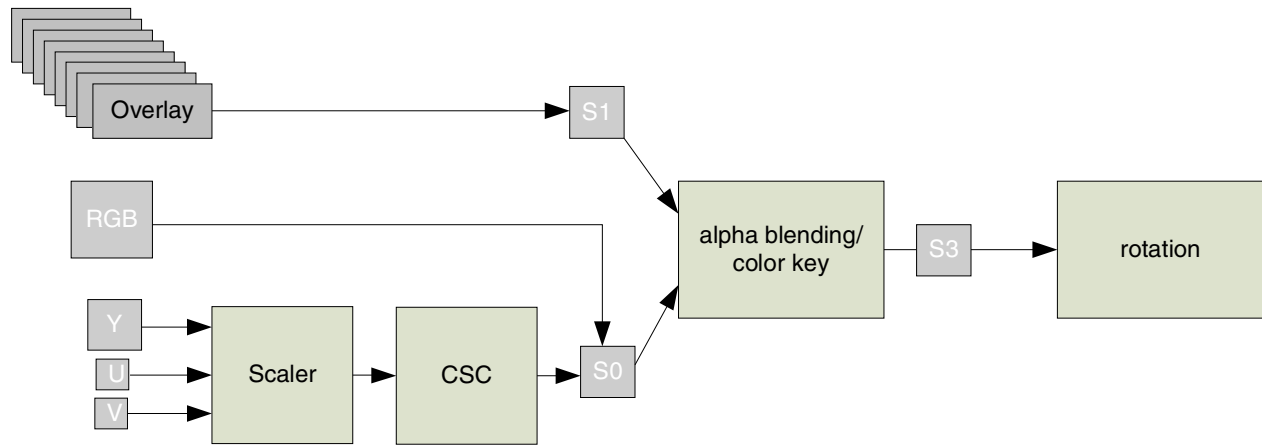 Overlay
S1
RGB
alpha blending/
color key
S3
rotation
Y
U
V
Scaler
CSC
S0